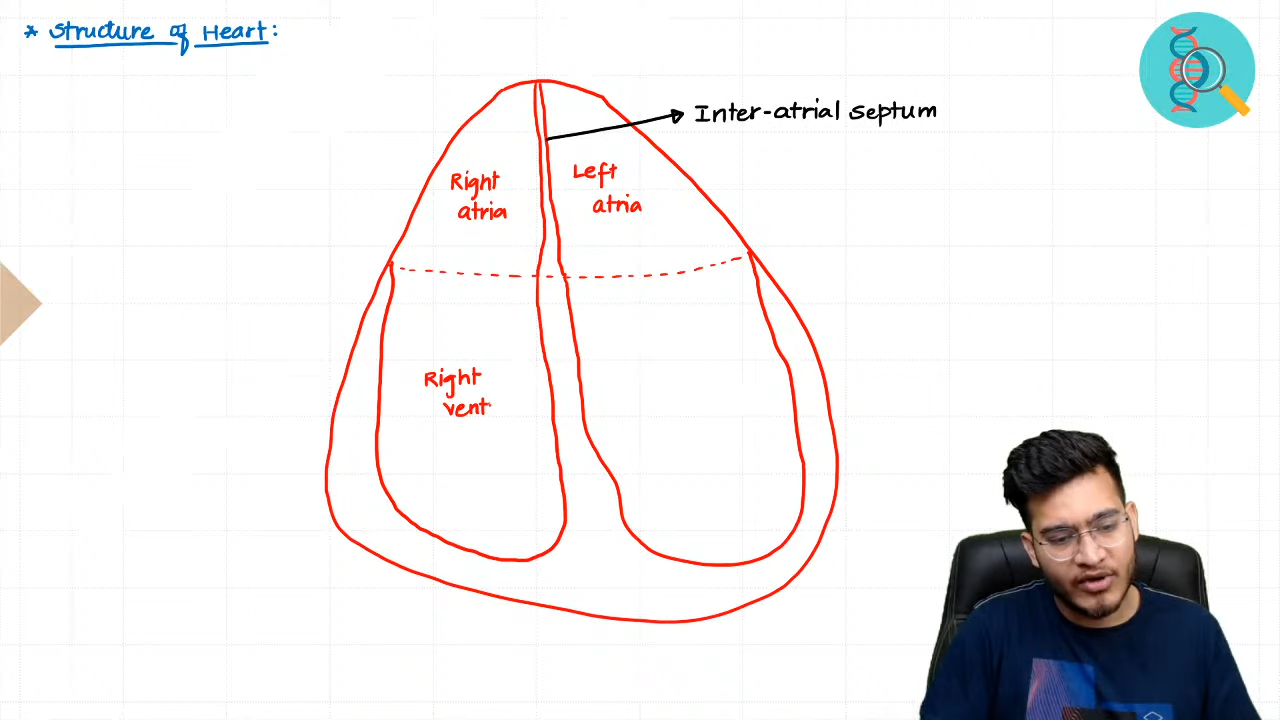 * Structure of Heart:
Inter-atrial septum
Right
atria
Left
atria
Right
vent